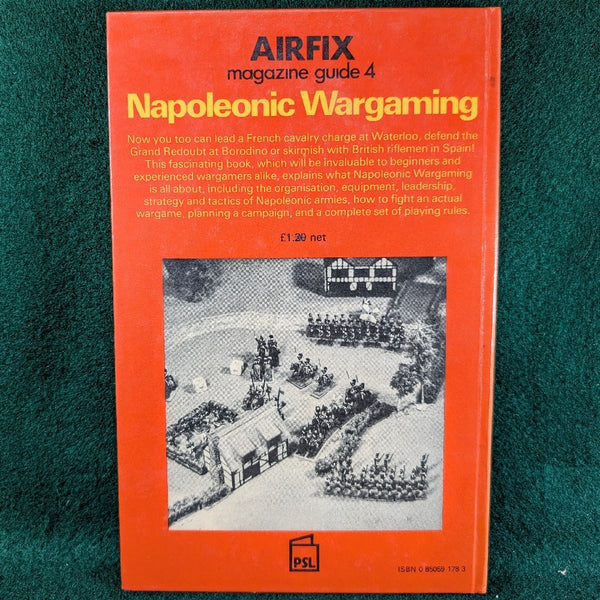 AIRFIX
magazine guide 4
Napoleonic Wargaming
Now you too can lead a French cavalry charge at Waterloo, defend the
Grand Redoubt at Borodino or skirmish with British riflemen in Spain!
This fascinating book, which will be invaluable to beginners and
experienced wargamers alike, explains what Napoleonic Wargaming
is all about, including the organisation, equipment, leadership,
strategy and tactics of Napoleonic armies, how to fight an actual
wargame, planning a campaign, and a complete set of playing rules.
£1.20 net
PSL
ISBN 0 85059 178 3